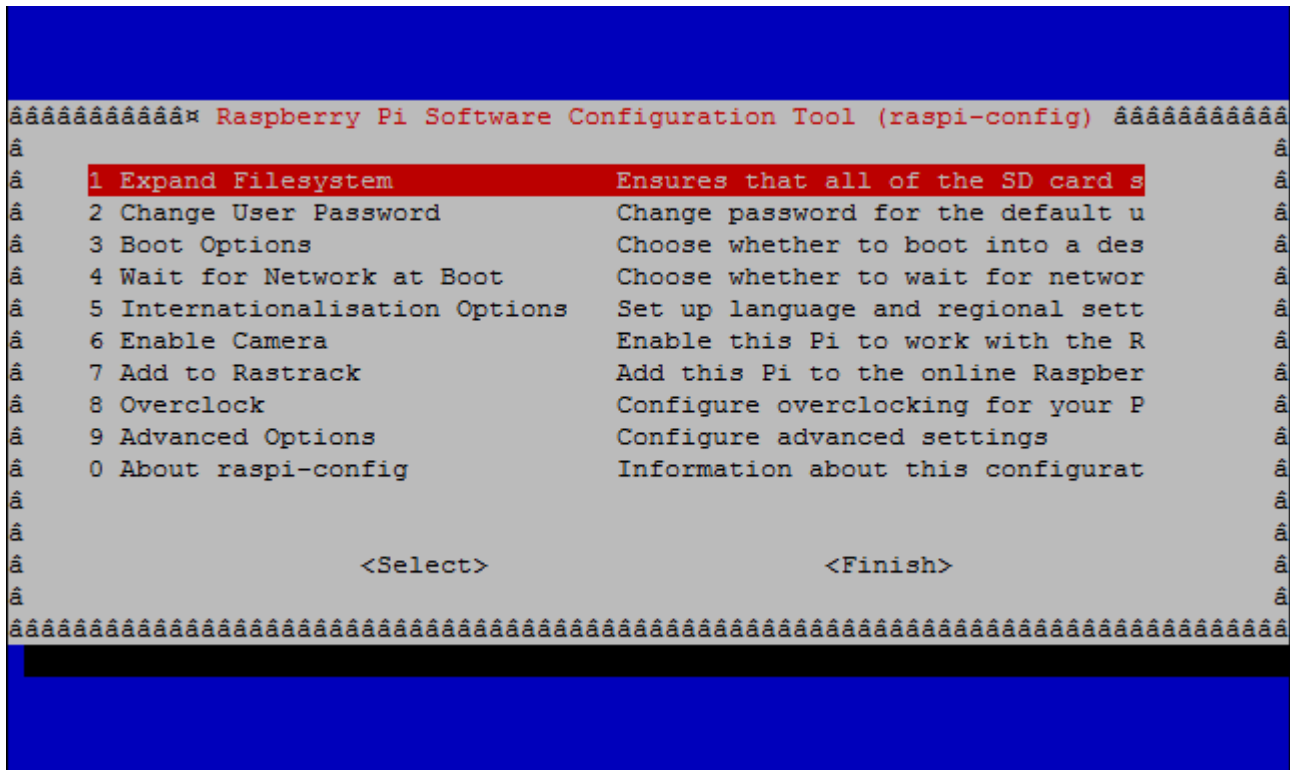 âââââââââââ¤ Raspberry Pi Software Configuration Tool (raspi-config) âââââââââââ
â â
â 1 Expand Filesystem Ensures that all of the SD card s â
â 2 Change User Password Change password for the default u â
â 3 Boot Options Choose whether to boot into a des â
â 4 Wait for Network at Boot Choose whether to wait for networ â
â 5 Internationalisation Options Set up language and regional sett â
â 6 Enable Camera Enable this Pi to work with the R â
â 7 Add to Rastrack Add this Pi to the online Raspber â
â 8 Overclock Configure overclocking for your P â
â 9 Advanced Options Configure advanced settings â
â 0 About raspi-config Information about this configurat â
â â
â â
â <Select> <Finish> â
â â
ââââââââââââââââââââââââââââââââââââââââââââââââââââââââââââââââââââââââââââââââ